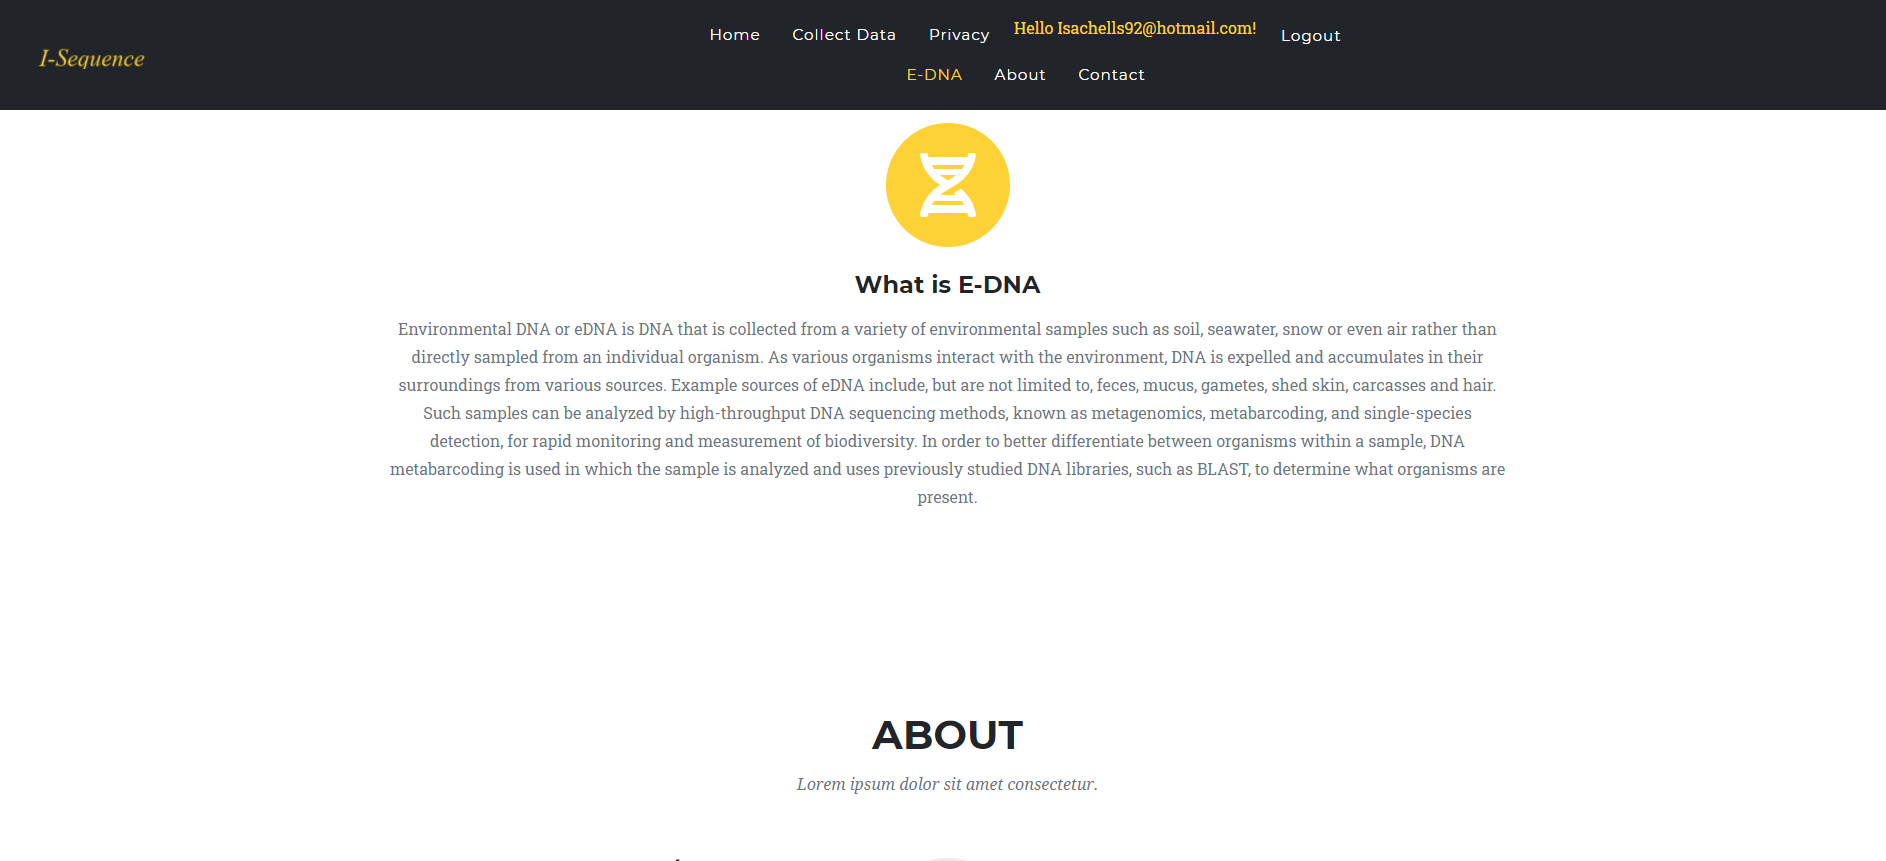 I-Sequence
Home Collect Data Privacy Hello Isachells92@hotmail.com! Logout
E-DNA About Contact
What is E-DNA
Environmental DNA or eDNA is DNA that is collected from a variety of environmental samples such as soil, seawater, snow or even air rather than
directly sampled from an individual organism. As various organisms interact with the environment, DNA is expelled and accumulates in their
surroundings from various sources. Example sources of eDNA include, but are not limited to, feces, mucus, gametes, shed skin, carcasses and hair.
Such samples can be analyzed by high-throughput DNA sequencing methods, known as metagenomics, metabarcoding, and single-species
detection, for rapid monitoring and measurement of biodiversity. In order to better differentiate between organisms within a sample, DNA
metabarcoding is used in which the sample is analyzed and uses previously studied DNA libraries, such as BLAST, to determine what organisms are
present.
ABOUT
Lorem ipsum dolor sit amet consectetur.